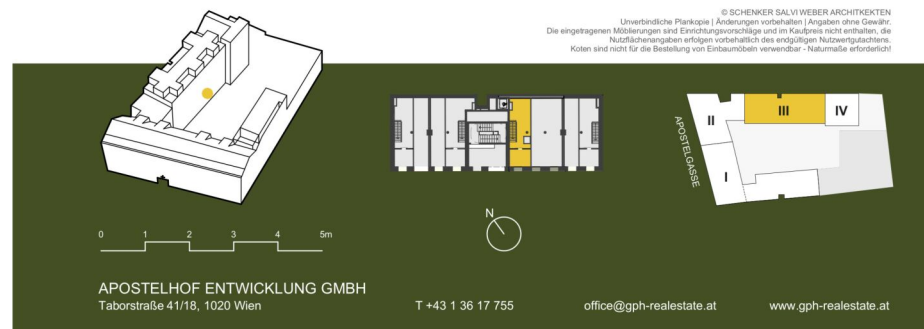 © SCHENKER SALVI WEBER ARCHITKEKTEN
Unverbindliche Plankopie | Änderungen vorbehalten | Angaben ohne Gewähr.
Die eingetragenen Möblierungen sind Einrichtungsvorschläge und im Kaufpreis nicht enthalten, die
Nutzflächenangaben erfolgen vorbehaltlich des endgültigen Nutzwertgutachtens.
Koten sind nicht für die Bestellung von Einbaumöbeln verwendbar - Naturmaße erforderlich!
II
III
IV
APOSTELGASSE
I
N
0 1 2 3 4 5m
APOSTELHOF ENTWICKLUNG GMBH
Taborstraße 41/18, 1020 Wien
T +43 1 36 17 755
office@gph-realestate.at
www.gph-realestate.at